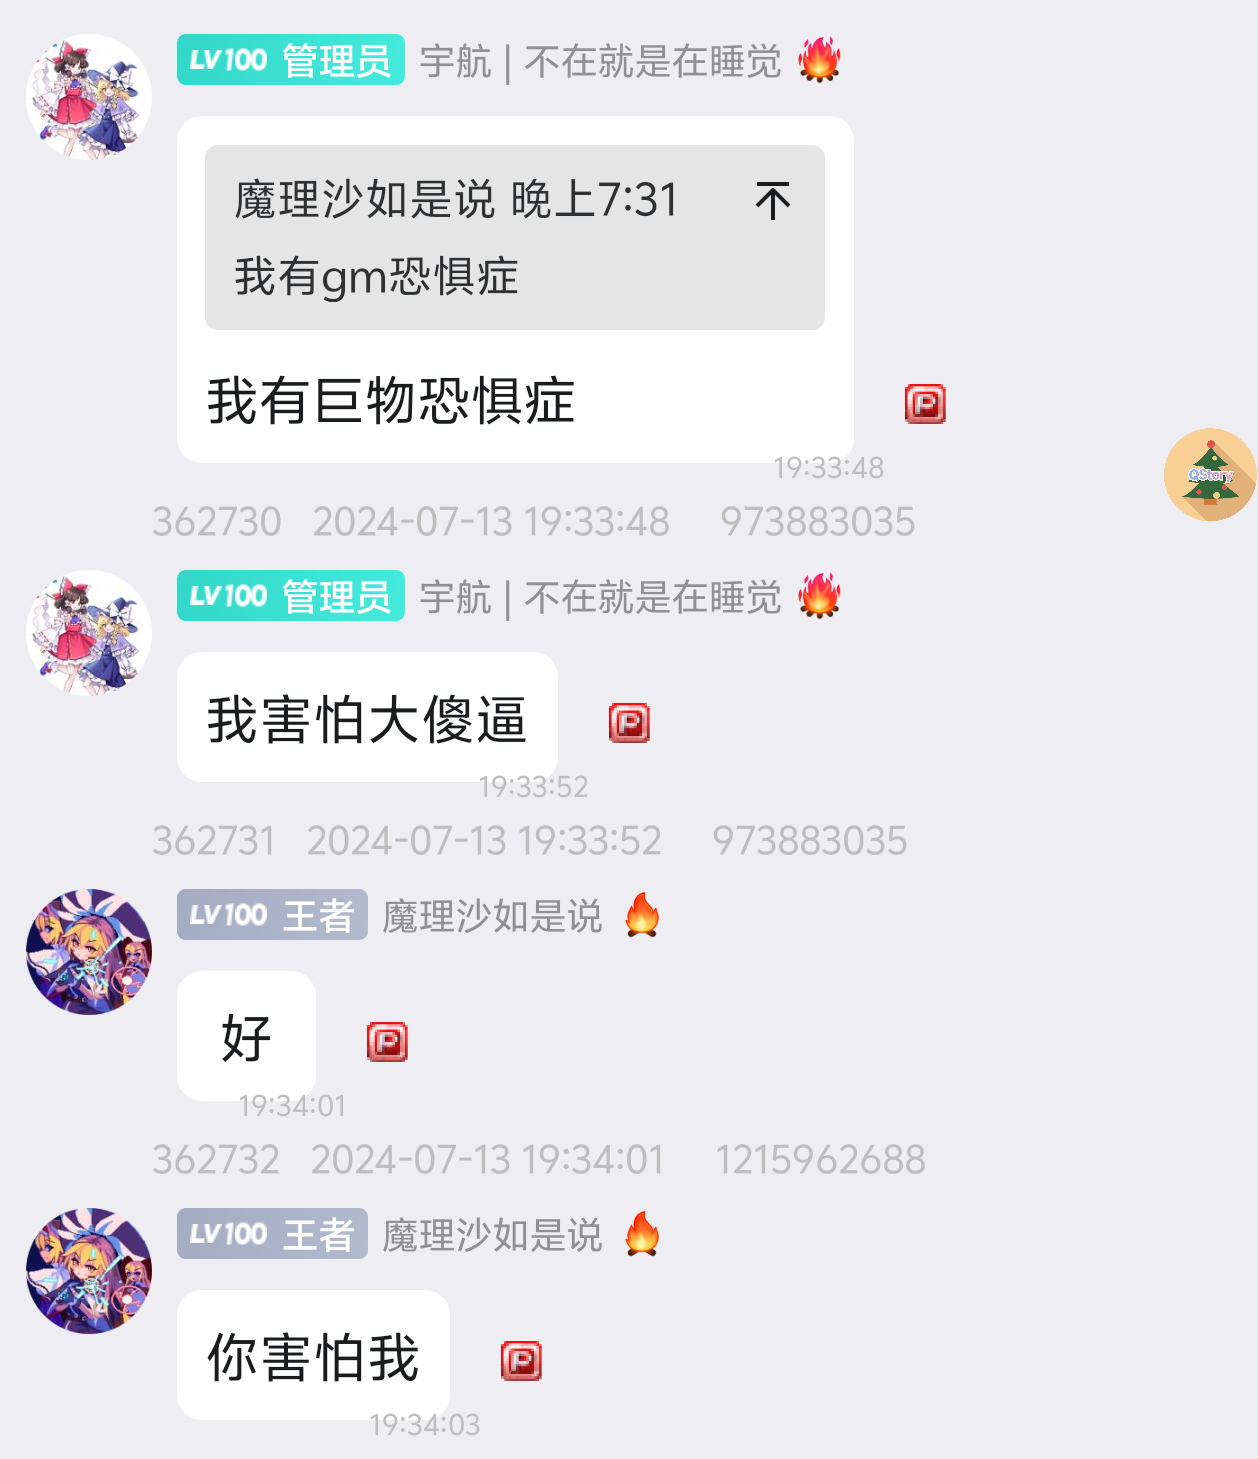 LV100 管理员 宇航 | 不在就是在睡觉
魔理沙如是说 晚上7:31
我有gm恐惧症
我有巨物恐惧症
P
19:33:48
QStory
362730 2024-07-13 19:33:48 973883035
LV100 管理员 宇航 | 不在就是在睡觉
我害怕大傻逼
P
19:33:52
362731 2024-07-13 19:33:52 973883035
LV100 王者 魔理沙如是说
好
P
19:34:01
362732 2024-07-13 19:34:01 1215962688
LV100 王者 魔理沙如是说
你害怕我
P
19:34:03